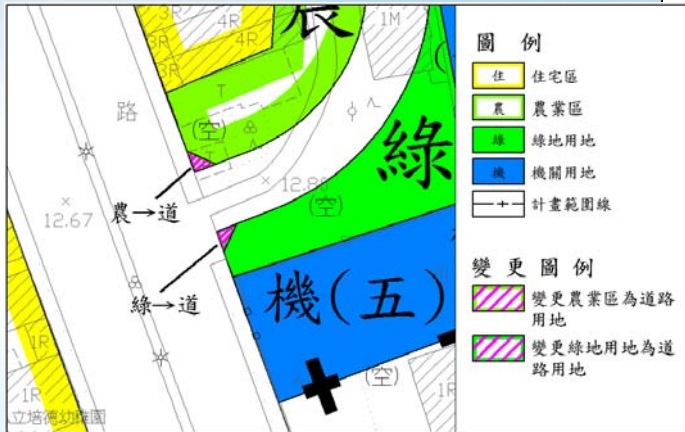 農
3R
4R
3R
4R
3R
1M
T
路
(空)
綠
12.67
12.80
(空)
T
農→道
綠→道
機(五)
(空)
1R
1R
1R
立培德幼稚園
圖 例
住 住宅區
農 農業區
綠 綠地用地
機 機關用地
計畫範圍線
變 更 圖 例
變更農業區為道路
用地
變更綠地用地為道
路用地